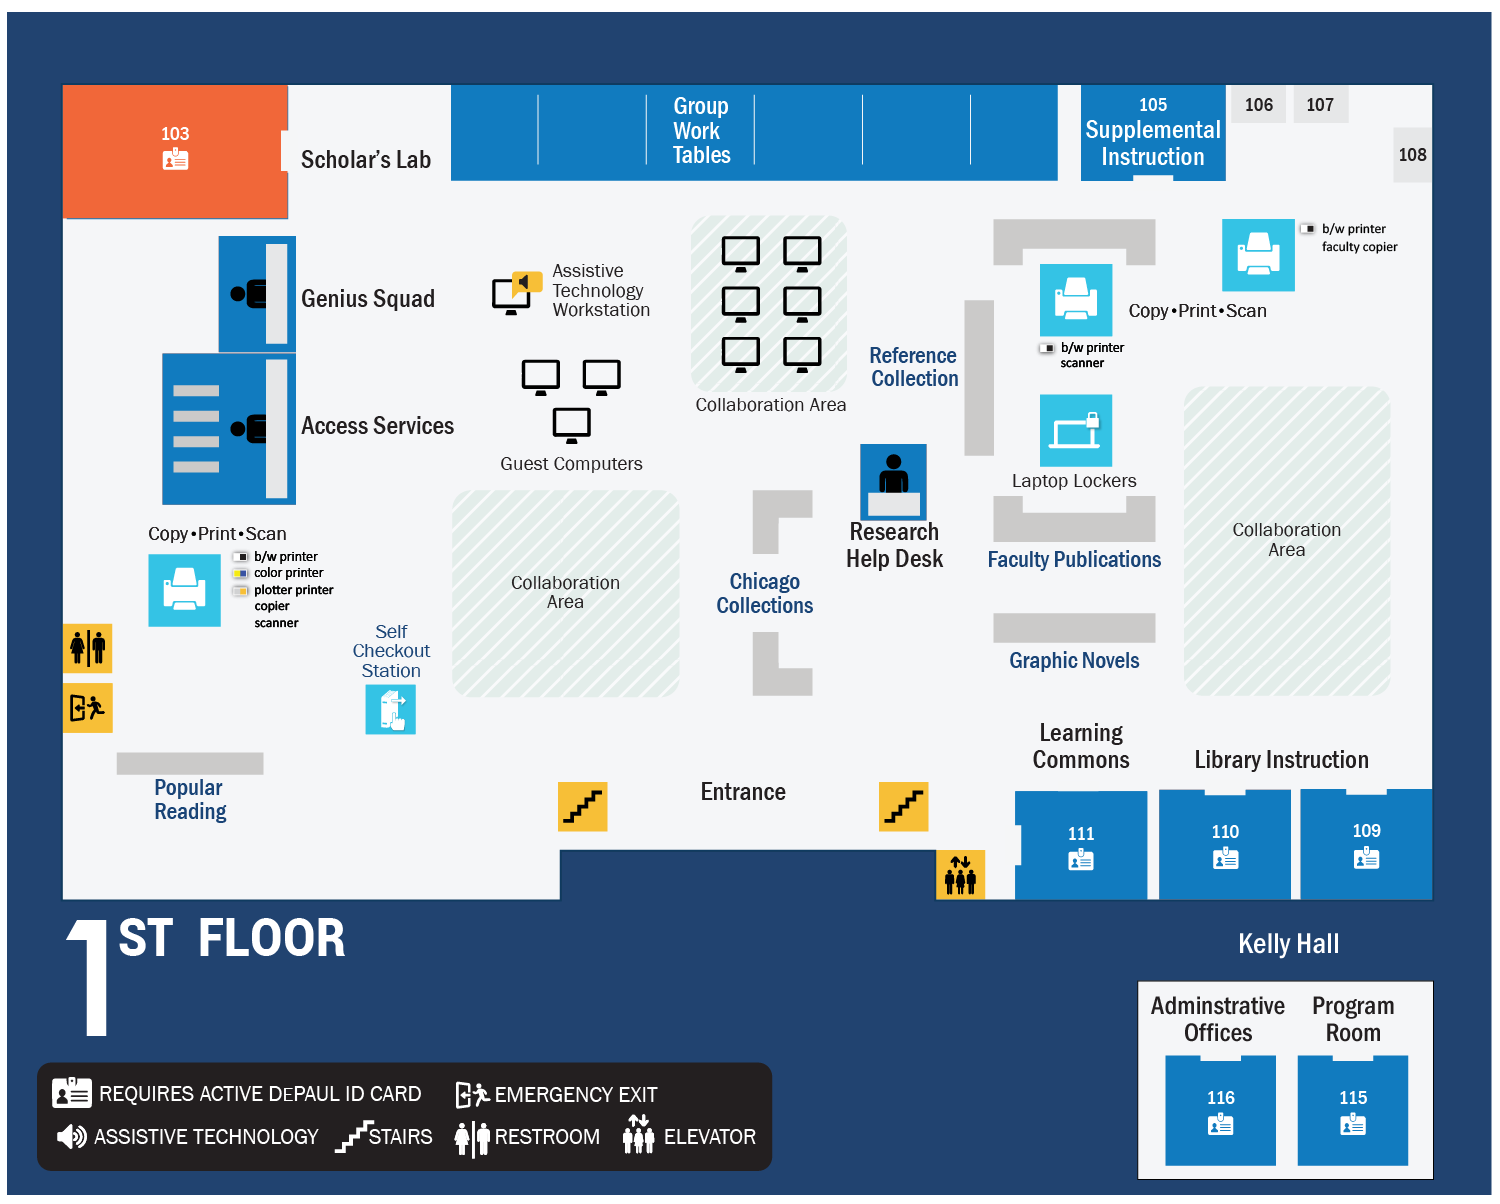 103
Scholar's Lab
Group
Work
Tables
105
Supplemental
Instruction
106
107
108
b/w printer
faculty copier
Genius Squad
Assistive
Technology
Workstation
Copy•Print•Scan
b/w printer
scanner
Reference
Collection
Collaboration Area
Access Services
Guest Computers
Laptop Lockers
Copy•Print•Scan
b/w printer
color printer
plotter printer
copier
scanner
Collaboration
Area
Research
Help Desk
Faculty Publications
Collaboration
Area
Chicago
Collections
Self
Checkout
Station
Graphic Novels
Popular
Reading
Entrance
Learning
Commons
Library Instruction
111
110
109
1ST FLOOR
Kelly Hall
Adminstrative
Offices
Program
Room
116
115
REQUIRES ACTIVE DePAUL ID CARD
EMERGENCY EXIT
ASSISTIVE TECHNOLOGY
STAIRS
RESTROOM
ELEVATOR